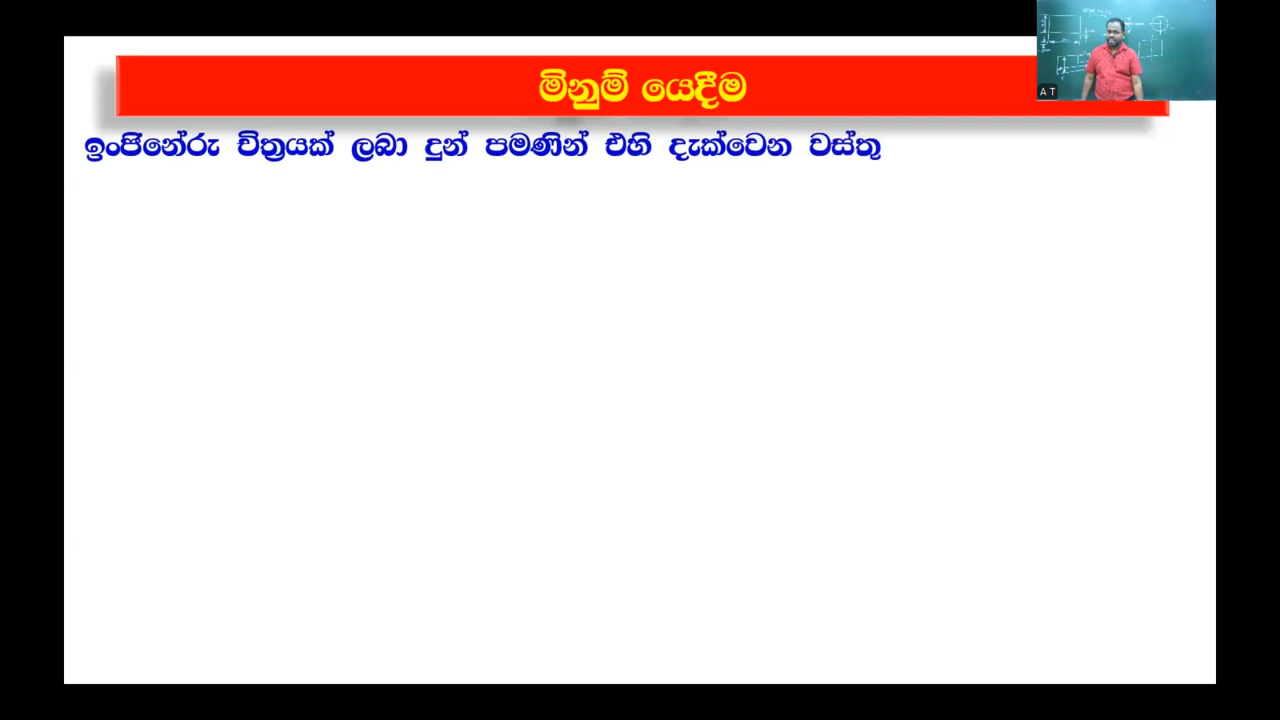 මිනුම් යෙදීම
ඉංජිනේරු චිත්‍රයක් ලබා දුන් පමණින් එහි දැක්වෙන වස්තු
A T